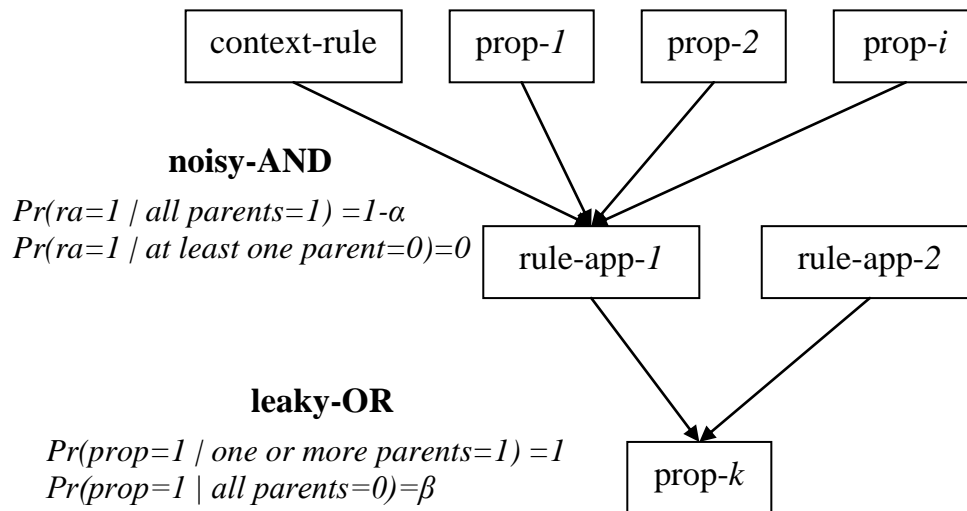 context-rule
prop-1
prop-2
prop-i
noisy-AND
Pr(ra=1 | all parents=1) =1-α
Pr(ra=1 | at least one parent=0)=0
rule-app-1
rule-app-2
leaky-OR
Pr(prop=1 | one or more parents=1) =1
Pr(prop=1 | all parents=0)=β
prop-k